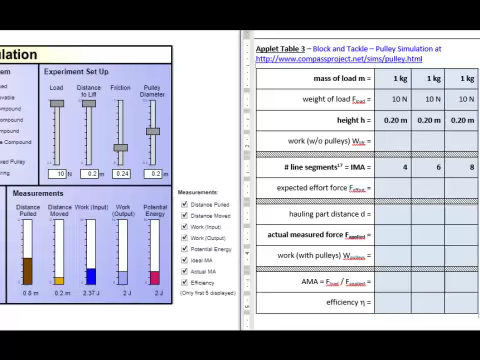 ulation
em
Experiment Set Up
Load
Distance to Lift
Friction
Pulley Diameter
ovable
ompound
ompound
ompound
e Compound
ed Pulley
ring
10 N
0.2 m
0.24
0.2 m
Measurements
Distance Pulled
Distance Moved
Work (Input)
Work (Output)
Potential Energy
0.8 m
0.2 m
2.37 J
2 J
2 J
Measurements:
Distance Pulled
Distance Moved
Work (Input)
Work (Output)
Potential Energy
Ideal MA
Actual MA
Efficiency
(Only first 5 displayed)
Applet Table 3 – Block and Tackle – Pulley Simulation at
http://www.compassproject.net/sims/pulley.html
mass of load m = 1 kg 1 kg 1 kg
weight of load Fload = 10 N 10 N 10 N
height h = 0.20 m 0.20 m 0.20 m
work (w/o pulleys) =
# line segments17 = IMA 4 6 8
expected effort force Feffort =
hauling part distance d =
actual measured force Fapplied =
work (with pulleys) Wpulleys =
AMA = Fload / Fapplied =
efficiency η =